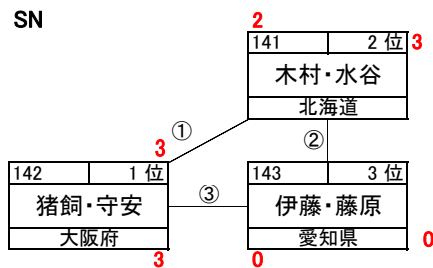 SN
2
141 2位 3
木村・水谷
北海道
①
3
②
142 1位
猪飼・守安
大阪府
3
③
143 3位
伊藤・藤原
愛知県
0
0